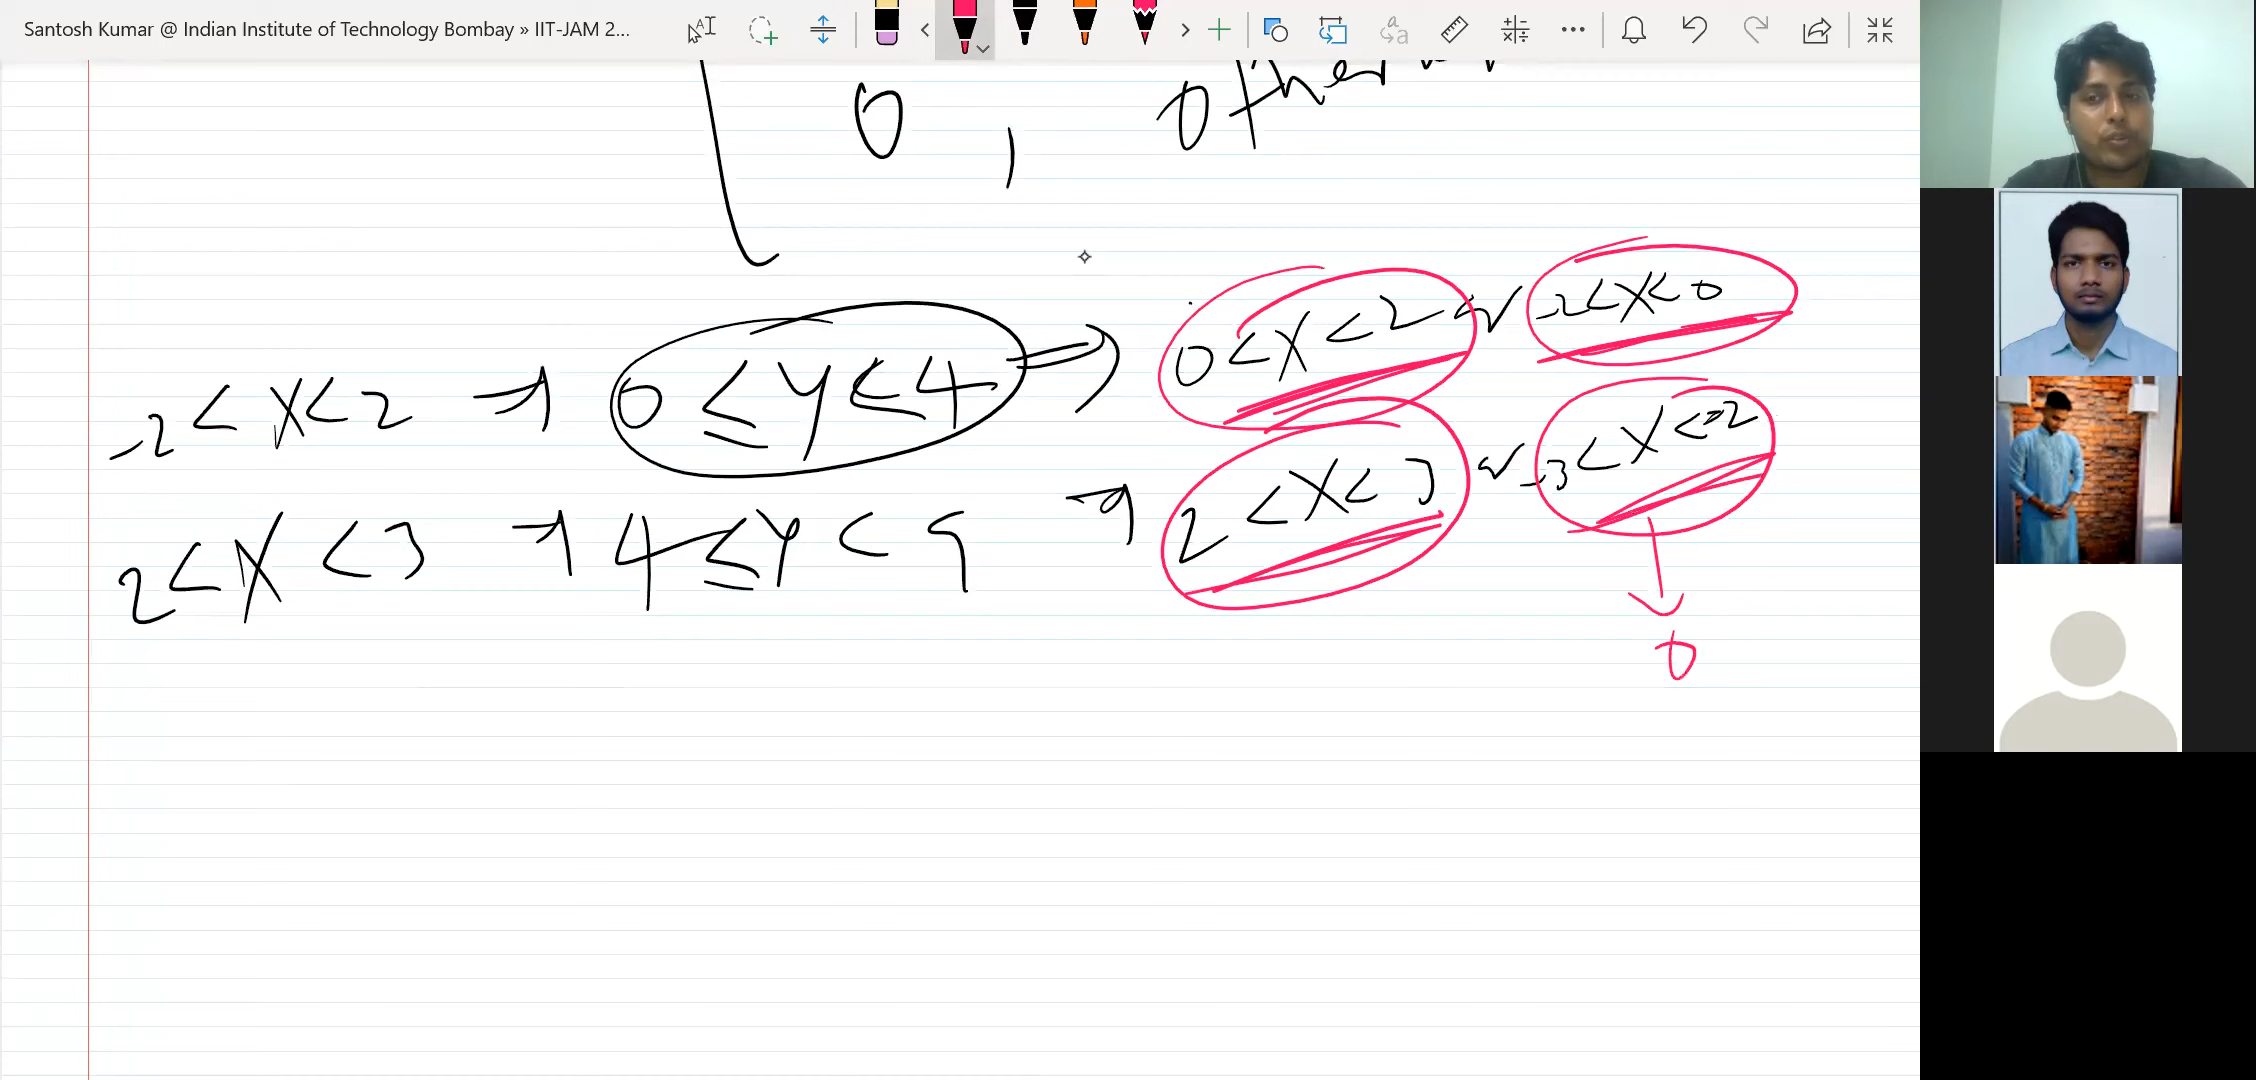 Santosh Kumar @ Indian Institute of Technology Bombay » IIT-JAM 2...
0 ,
-2 < X < 2 → 0 ≤ Y ≤ 4 ⇒ 0 < X < 2 or -2 < X < 0
2 < X < 3 → 4 ≤ Y < 9 → 2 < X < 3 or -3 < X < -2
0